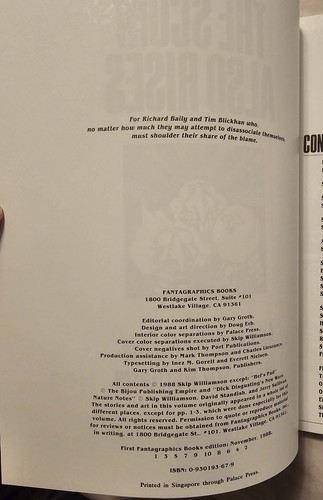 For Richard Baily and Tim Blickhan who,
no matter how much they may attempt to disassociate themselves,
must shoulder their share of the blame.
CON
FANTAGRAPHICS BOOKS
1800 Bridgegate Street, Suite #101
Westlake Village, CA 91361
Editorial coordination by Gary Groth.
Design and art direction by Doug Erb.
Interior color separations by Palace Press.
Cover color separations executed by Skip Williamson.
Cover negatives shot by Port Publications.
Production assistance by Mark Thompson and Charles
Typesetting by Inez M. Gorell and Everett Nelsen.
Gary Groth and Kim Thompson, Publishers.
All contents © 1988 Skip Williamson except: "Hef's Pad"
© The Bijou Publishing Empire and "Dick Disgusting's New Wave
Nature Notes" © Skip Williamson, David Standish, and Jerry Sullivan.
The stories and art in this volume originally appeared in a whole lot of
different places, except for pp. 1-3, which were done especially for this
volume. All rights reserved. Permission to quote or reproduce material
for reviews or notices must be obtained from Fantagraphics Books, Inc.,
in writing, at 1800 Bridgegate St., #101, Westlake Village, CA 91361.
First Fantagraphics Books edition: November, 1988.
1 3 5 7 9 10 8 6 4 2
ISBN: 0-930193-67-9
Printed in Singapore through Palace Press.